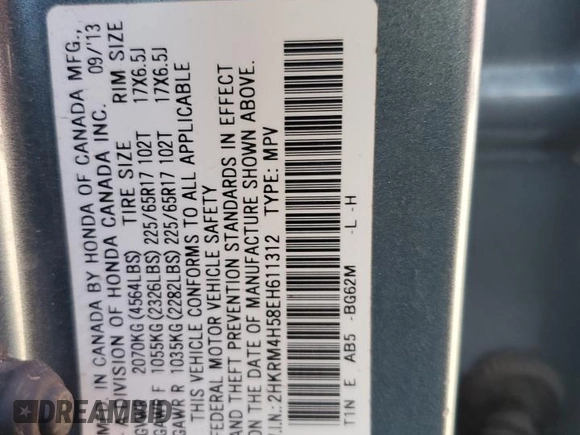 MADE IN CANADA BY HONDA OF CANADA MFG.,
A DIVISION OF HONDA CANADA INC. 09/'13
TIRE SIZE RIM SIZE
2070KG (4564LBS)
GAWR F 1055KG (2326LBS) 225/65R17 102T 17X6.5J
GAWR R 1035KG (2282LBS) 225/65R17 102T 17X6.5J
THIS VEHICLE CONFORMS TO ALL APPLICABLE
FEDERAL MOTOR VEHICLE SAFETY
AND THEFT PREVENTION STANDARDS IN EFFECT
ON THE DATE OF MANUFACTURE SHOWN ABOVE.
V.I.N.: 2HKRM4H58EH611312 TYPE: MPV
T1N E AB5 -BG62M -L -H
DREAMBID